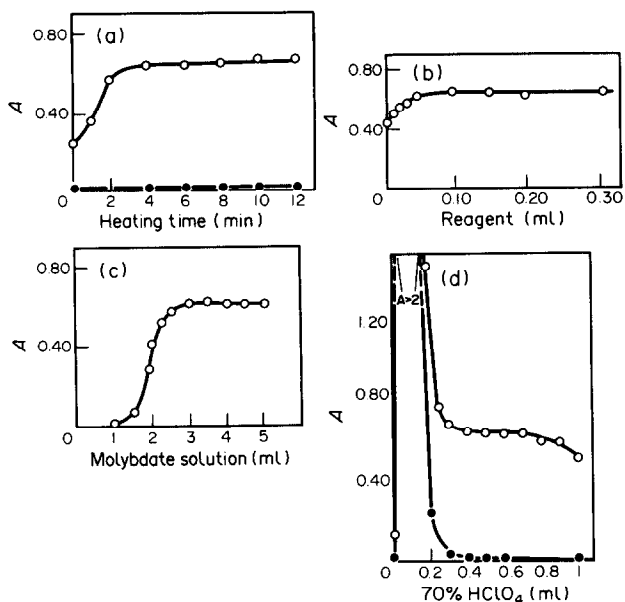 (a)
A
0.80
0.40
0 2 4 6 8 10 12
Heating time (min)
(b)
A
0.80
0.40
0 0.10 0.20 0.30
Reagent (ml)
(c)
A
0.80
0.40
0 1 2 3 4 5
Molybdate solution (ml)
(d)
A>2
A
1.20
0.80
0.40
0 0.2 0.4 0.6 0.8 1
70% HClO₄ (ml)